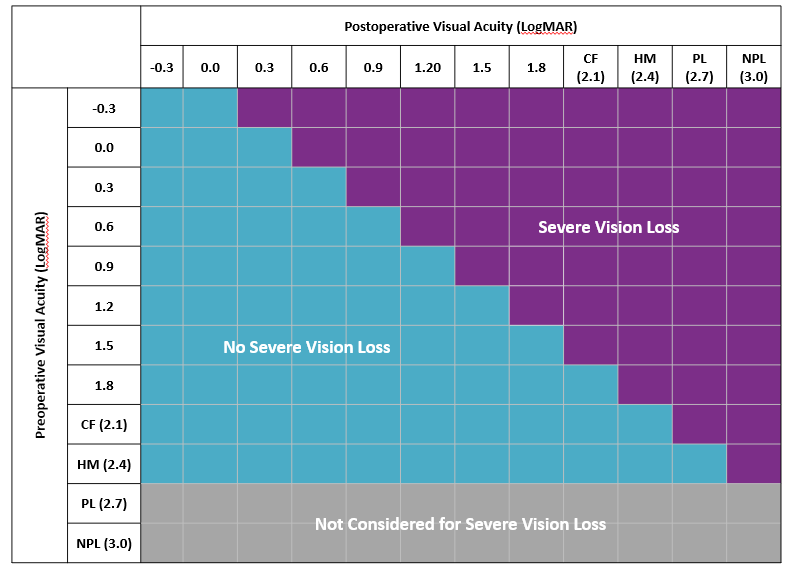 Postoperative Visual Acuity (LogMAR)
-0.3 0.0 0.3 0.6 0.9 1.20 1.5 1.8 CF (2.1) HM (2.4) PL (2.7) NPL (3.0)
Preoperative Visual Acuity (LogMAR)
-0.3
0.0
0.3
0.6
Severe Vision Loss
0.9
1.2
1.5
No Severe Vision Loss
1.8
CF (2.1)
HM (2.4)
PL (2.7)
Not Considered for Severe Vision Loss
NPL (3.0)